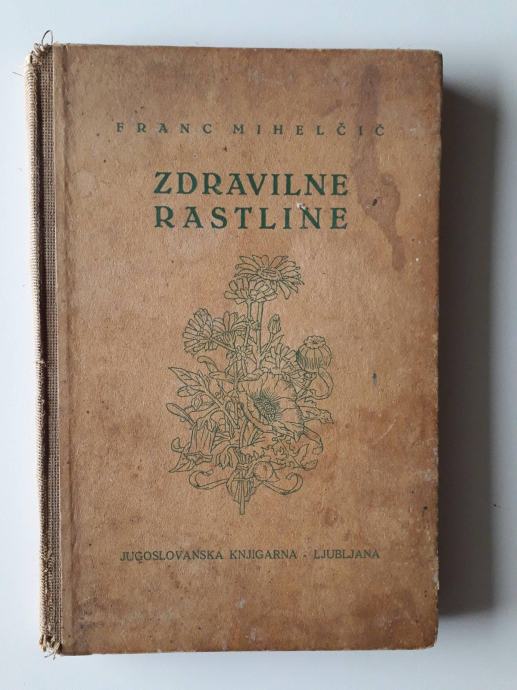 FRANC MIHELČIČ
ZDRAVILNE
RASTLINE
JUGOSLOVANSKA KNJIGARNA - LJUBLJANA